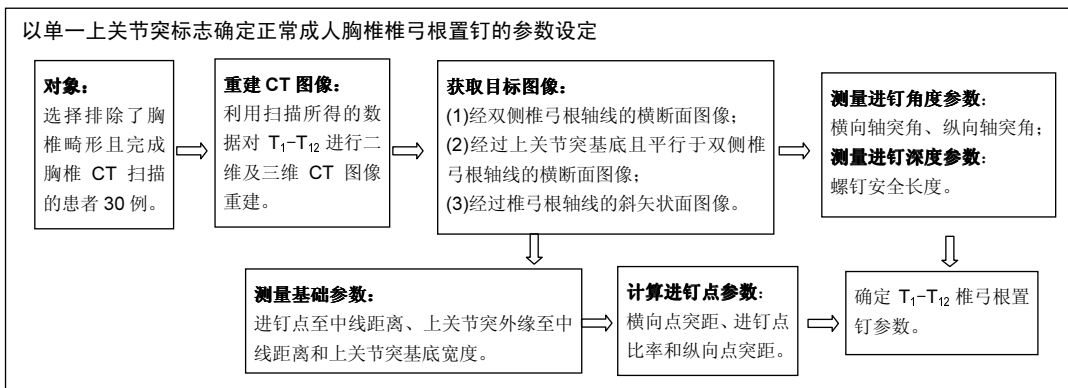 以单一上关节突标志确定正常成人胸椎椎弓根置钉的参数设定
对象：
选择排除了胸
椎畸形且完成
胸椎 CT 扫描
的患者 30 例。
重建 CT 图像：
利用扫描所得的数
据对 T₁-T₁₂ 进行二
维及三维 CT 图像
重建。
获取目标图像：
(1)经双侧椎弓根轴线的横断面图像；
(2)经过上关节突基底且平行于双侧椎
弓根轴线的横断面图像；
(3)经过椎弓根轴线的斜矢状面图像。
测量进钉角度参数：
横向轴突角、纵向轴突角；
测量进钉深度参数：
螺钉安全长度。
测量基础参数：
进钉点至中线距离、上关节突外缘至中
线距离和上关节突基底宽度。
计算进钉点参数：
横向点突距、进钉点
比率和纵向点突距。
确定 T₁-T₁₂ 椎弓根置
钉参数。